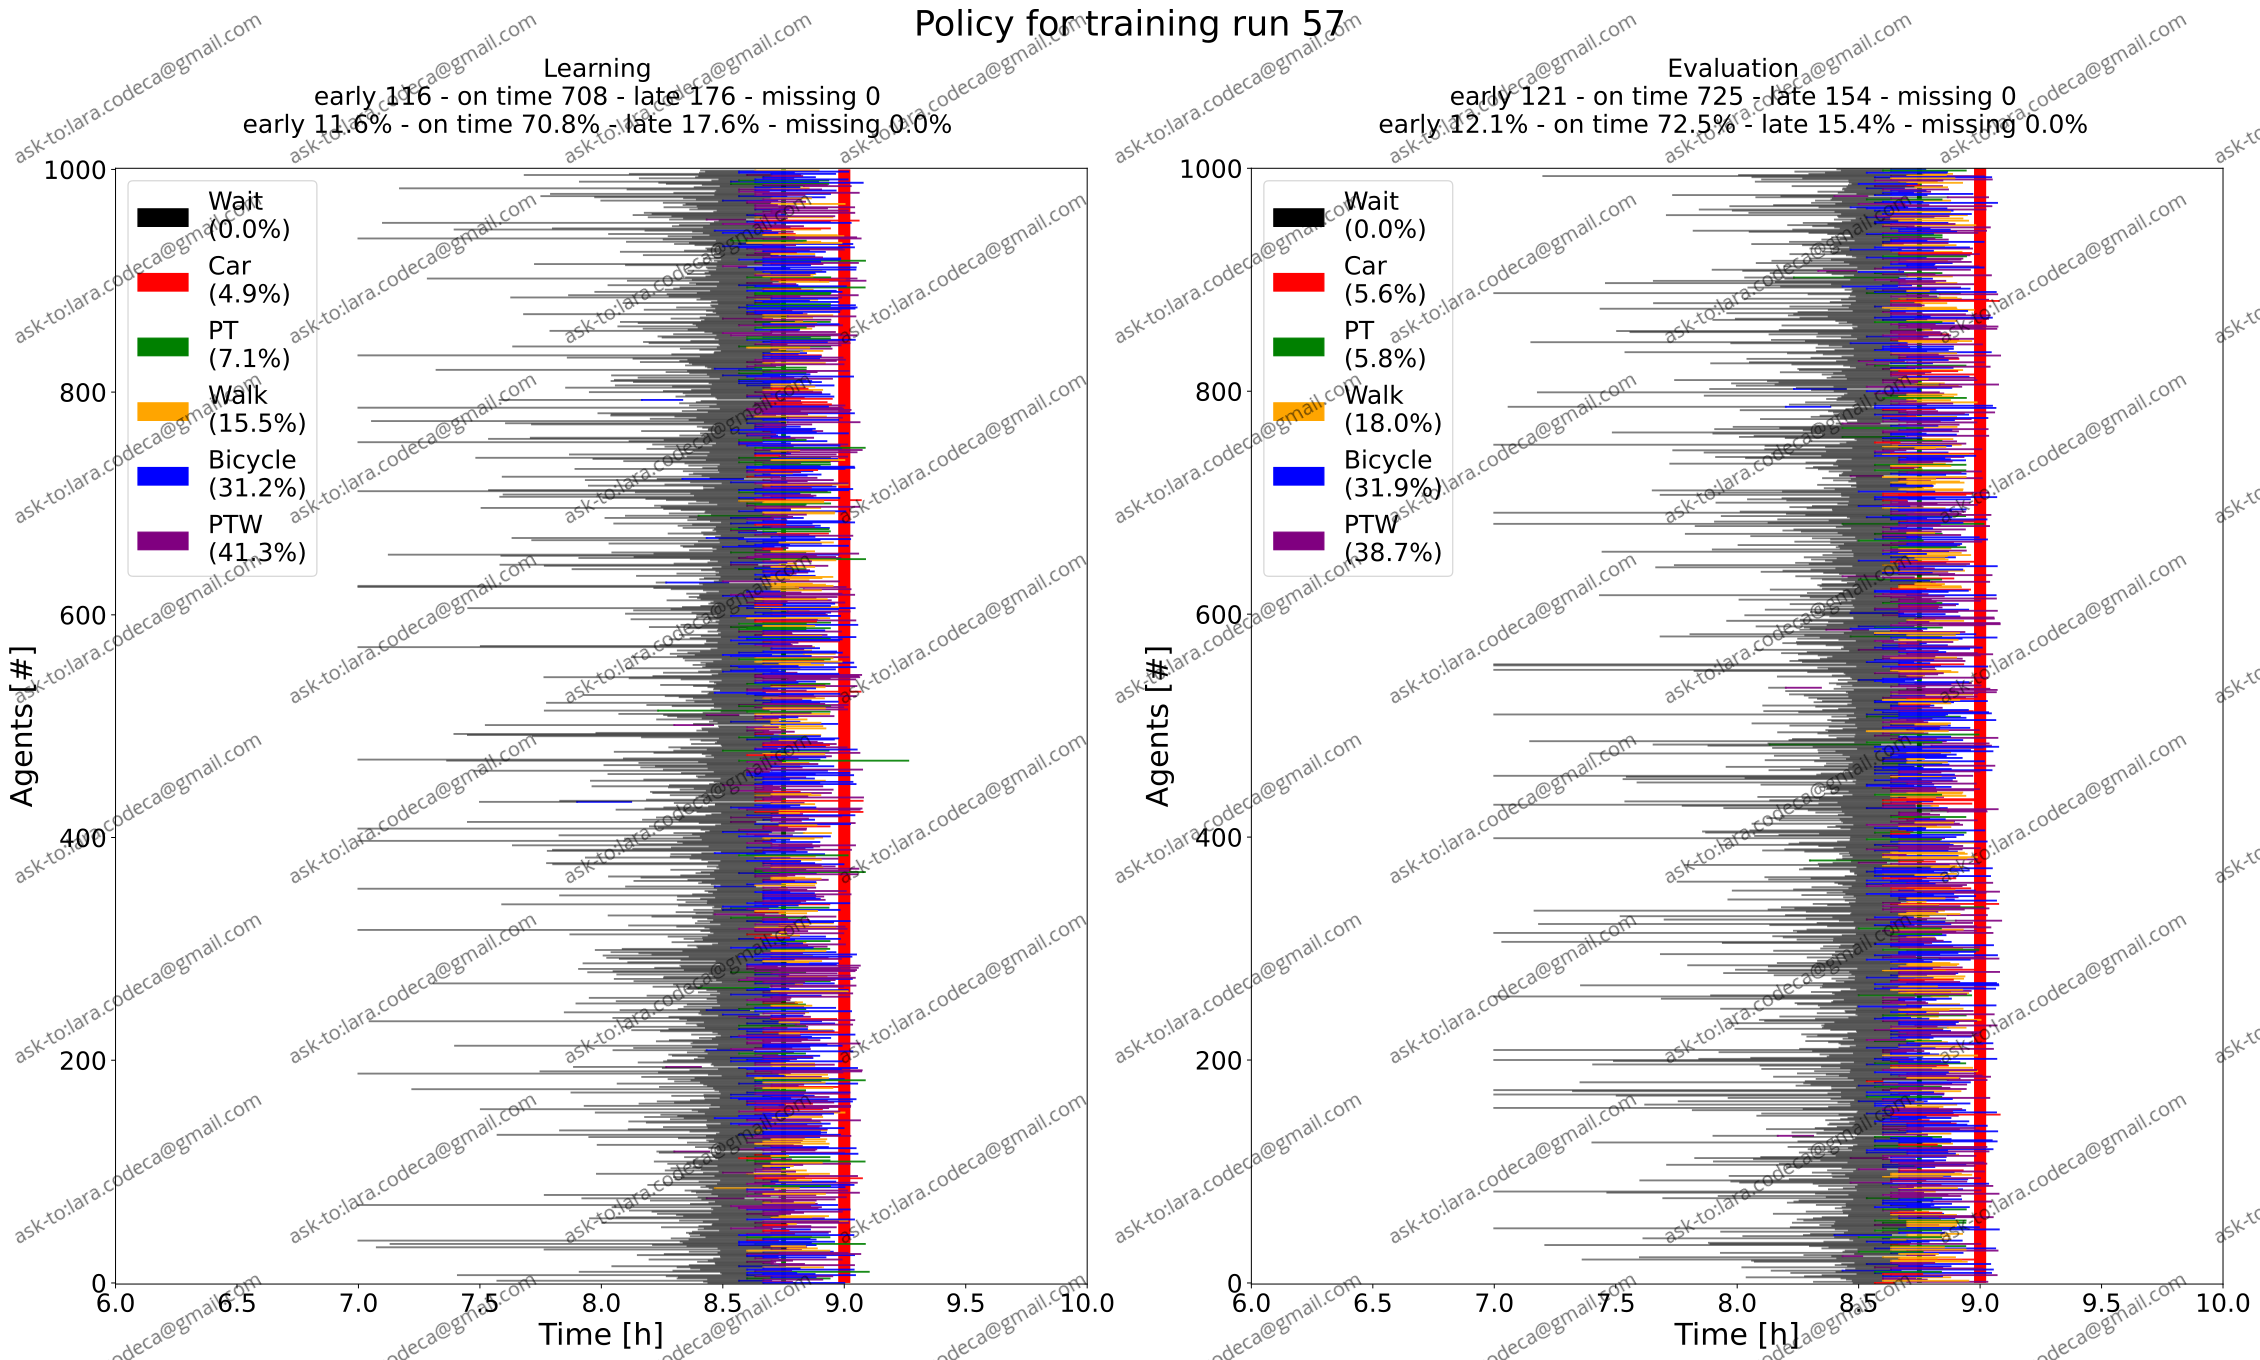 Policy for training run 57
Learning
early 116 - on time 708 - late 176 - missing 0
early 11.6% - on time 70.8% - late 17.6% - missing 0.0%
1000
800
600
400
200
0
Agents [#]
Wait
(0.0%)
Car
(4.9%)
PT
(7.1%)
Walk
(15.5%)
Bicycle
(31.2%)
PTW
(41.3%)
6.0 6.5 7.0 7.5 8.0 8.5 9.0 9.5 10.0
Time [h]
Evaluation
early 121 - on time 725 - late 154 - missing 0
early 12.1% - on time 72.5% - late 15.4% - missing 0.0%
1000
800
600
400
200
0
Agents [#]
Wait
(0.0%)
Car
(5.6%)
PT
(5.8%)
Walk
(18.0%)
Bicycle
(31.9%)
PTW
(38.7%)
6.0 6.5 7.0 7.5 8.0 8.5 9.0 9.5 10.0
Time [h]
ask-to:lara.codeca@gmail.com